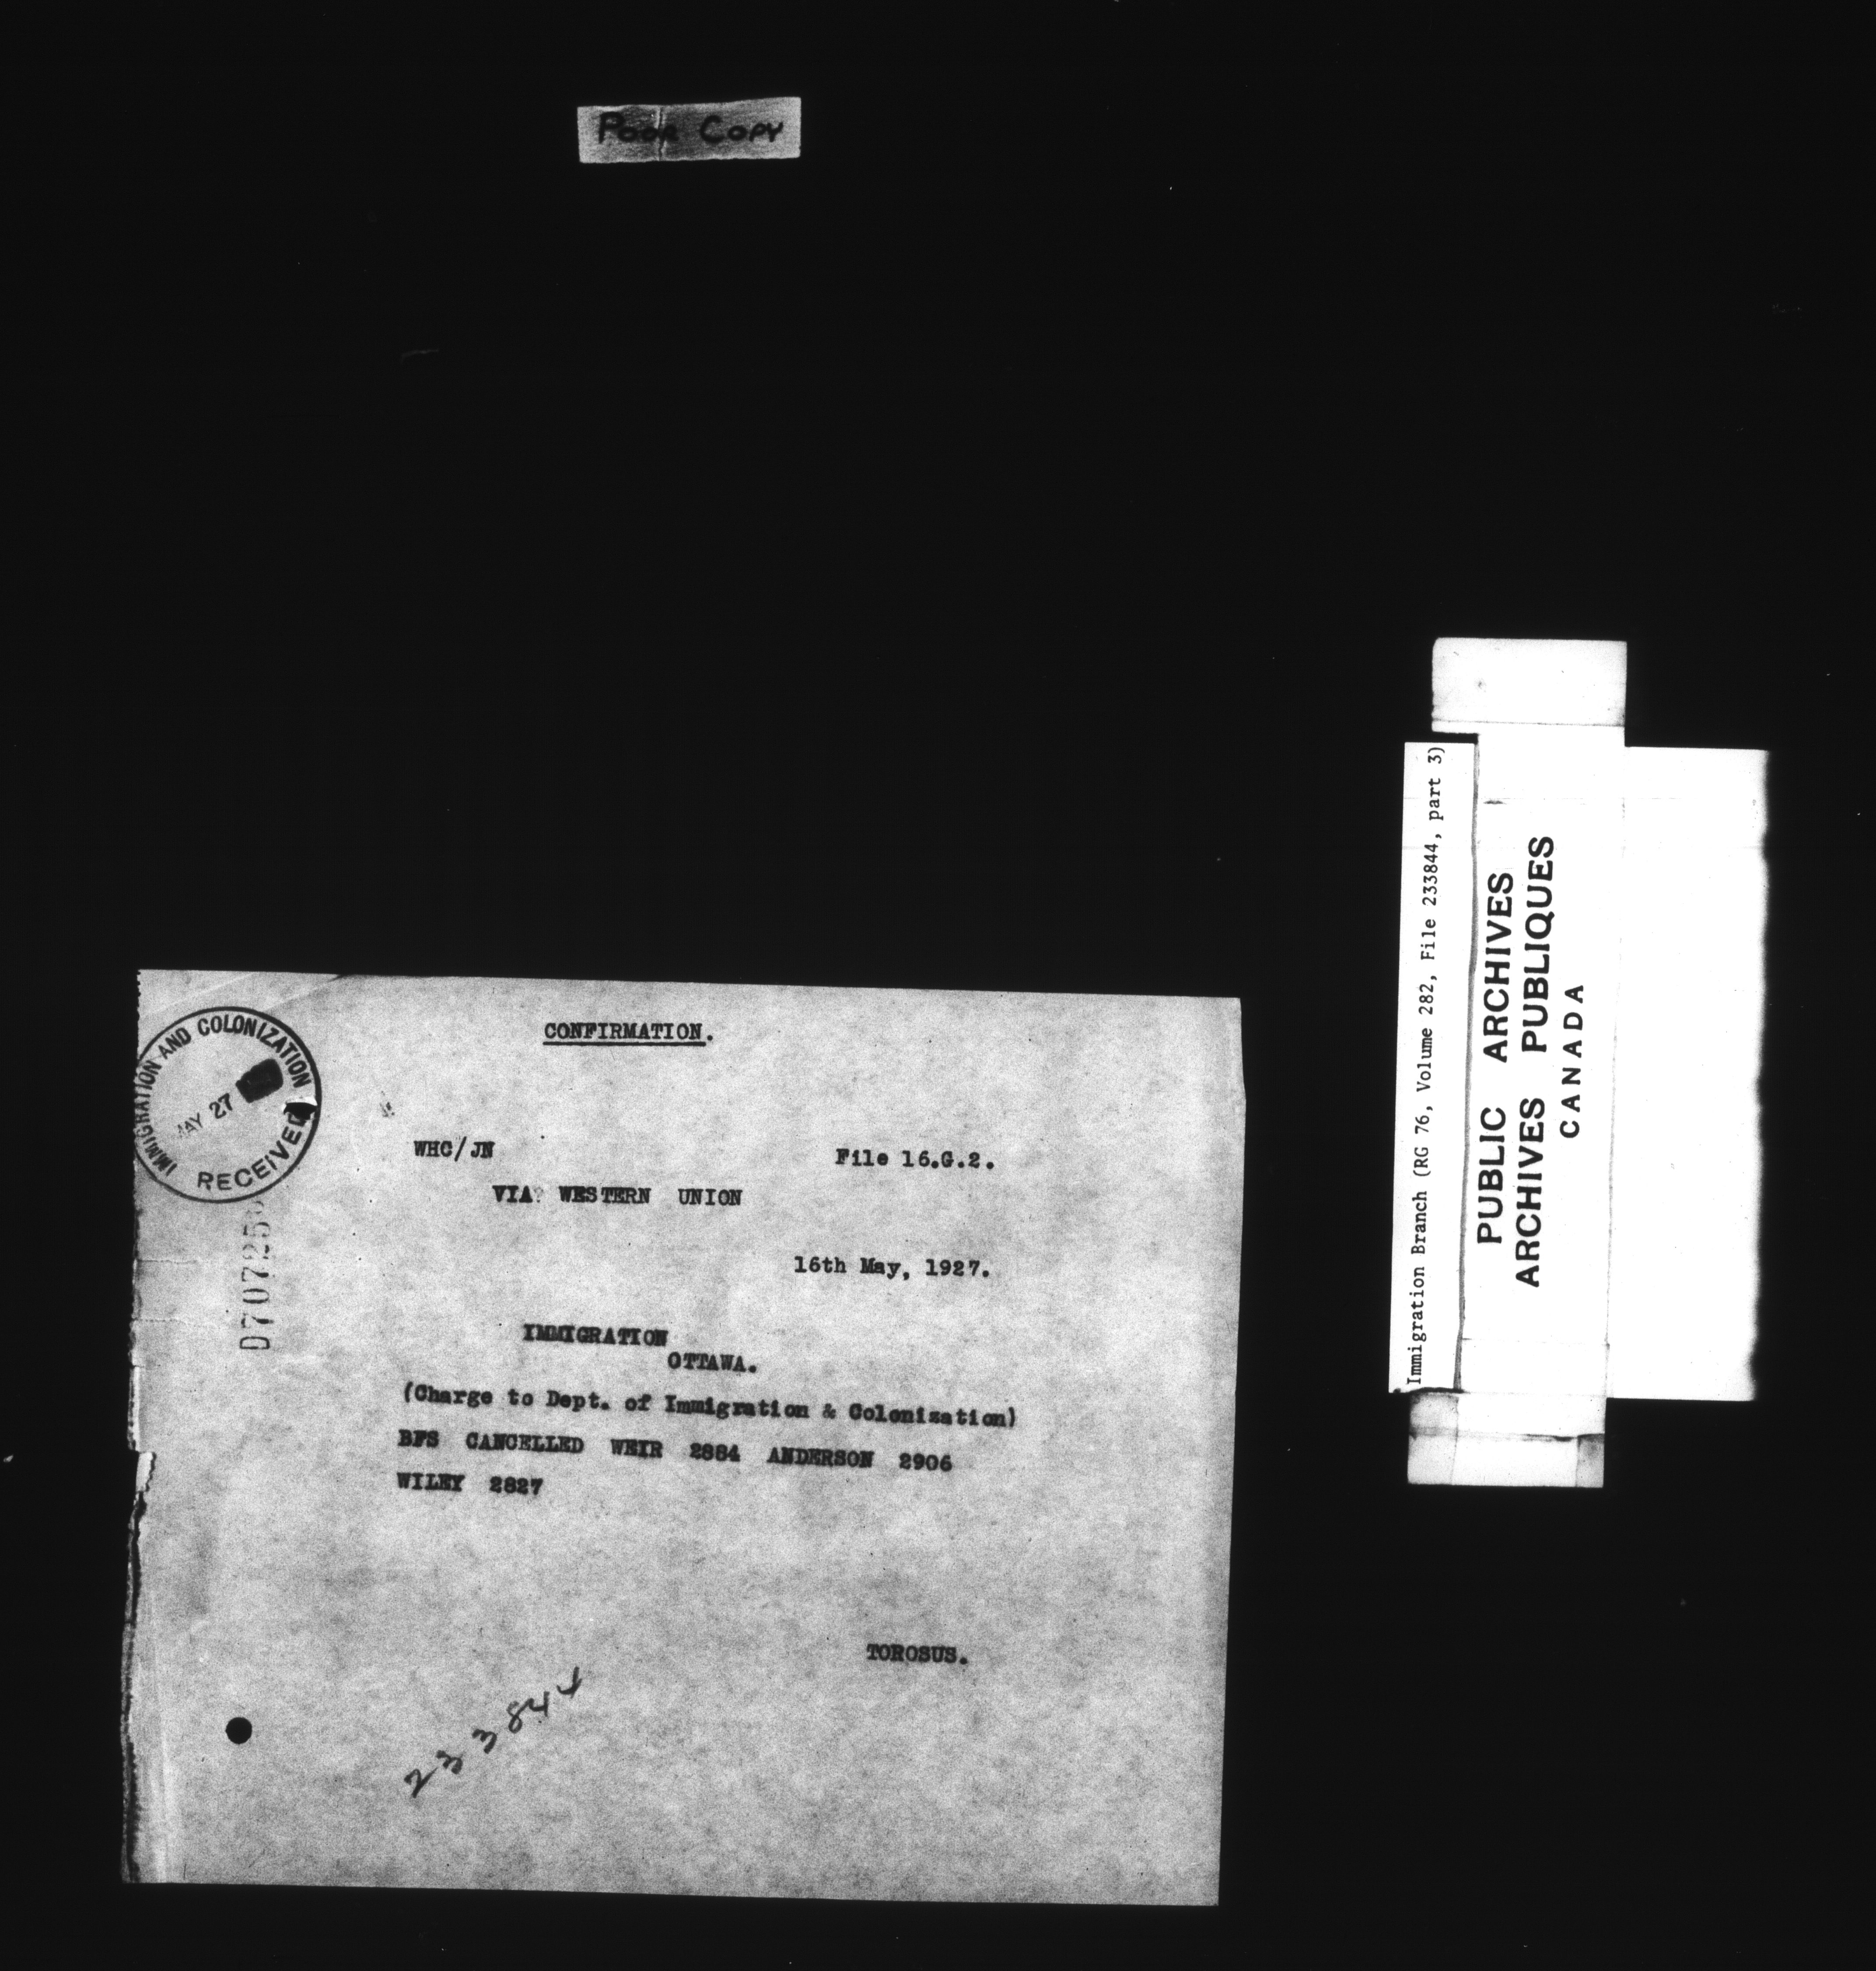 Poor Copy
CONFIRMATION.
IMMIGRATION AND COLONIZATION
MAY 27
RECEIVED
WHC/JN
File 16.G.2.
VIA WESTERN UNION
16th May, 1927.
IMMIGRATION
OTTAWA.
(Charge to Dept. of Immigration & Colonization)
BFS CANCELLED WEIR 2884 ANDERSON 2906
WILEY 2827
TOROSUS.
233844
Immigration Branch (RG 76, Volume 282, File 233844, part 3)
PUBLIC ARCHIVES
ARCHIVES PUBLIQUES
CANADA